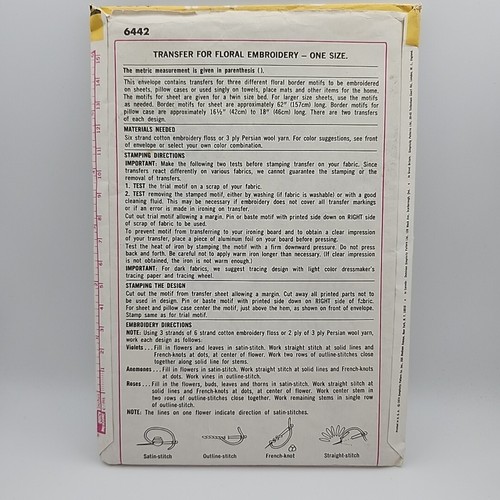 6442
TRANSFER FOR FLORAL EMBROIDERY – ONE SIZE.
The metric measurement is given in parenthesis ( ).
This envelope contains transfers for three different floral border motifs to be embroidered
on sheets, pillow cases or used singly on towels, place mats and other items for the home.
The motifs for sheet are given for a twin size bed. For larger size sheets, use the motifs
as needed. Border motifs for sheet are approximately 62" (157cm) long. Border motifs for
pillow case are approximately 16½" (42cm) to 18" (46cm) long. There are two transfers
of each design.
MATERIALS NEEDED
Six strand cotton embroidery floss or 3 ply Persian wool yarn. For color suggestions, see front
of envelope or select your own color combination.
STAMPING DIRECTIONS
IMPORTANT: Make the following two tests before stamping transfer on your fabric. Since
transfers react differently on various fabrics, we cannot guarantee the stamping or the
removal of transfers.
1. TEST the trial motif on a scrap of your fabric.
2. TEST removing the stamped motif, either by washing (if fabric is washable) or with a good
cleaning fluid. This may be necessary if embroidery does not cover all transfer markings
or if an error is made in ironing on transfer.
Cut out trial motif allowing a margin. Pin or baste motif with printed side down on RIGHT side
of scrap of fabric to be used.
To prevent motif from transferring to your ironing board and to obtain a clear impression
of your transfer, place a piece of aluminum foil on your board before pressing.
Test the heat of iron by stamping the motif with a firm downward pressure. Do not press
back and forth. Be careful not to apply warm iron longer than necessary. (If clear impression
is not obtained, the iron is not warm enough.)
IMPORTANT: For dark fabrics, we suggest tracing design with light color dressmaker's
tracing paper and tracing wheel.
STAMPING THE DESIGN
Cut out the motif from transfer sheet allowing a margin. Cut away all printed parts not to
be used in design. Pin or baste motif with printed side down on RIGHT side of fabric.
For sheet and pillow case center the motif, just above the hem, as shown on front of envelope.
Stamp same as for trial motif.
EMBROIDERY DIRECTIONS
NOTE: Using 3 strands of 6 strand cotton embroidery floss or 2 ply of 3 ply Persian wool yarn,
work each design as follows:
Violets . . . Fill in flowers and leaves in satin-stitch. Work straight stitch at solid lines and
French-knots at dots, at center of flower. Work two rows of outline-stitches close
together along solid line for stems.
Anemones . . . Fill in flowers in satin-stitch. Work straight stitch at solid lines and French-knots
at dots. Work vines in outline-stitch.
Roses . . . Fill in the flowers, buds, leaves and thorns in satin-stitch. Work straight stitch at
solid lines and French-knots at dots, at center of flower. Work center stem in
two rows of outline-stitches close together. Work remaining stems in single row
of outline-stitch.
NOTE: The lines on one flower indicate direction of satin-stitches.
Satin-stitch Outline-stitch French-knot Straight-stitch